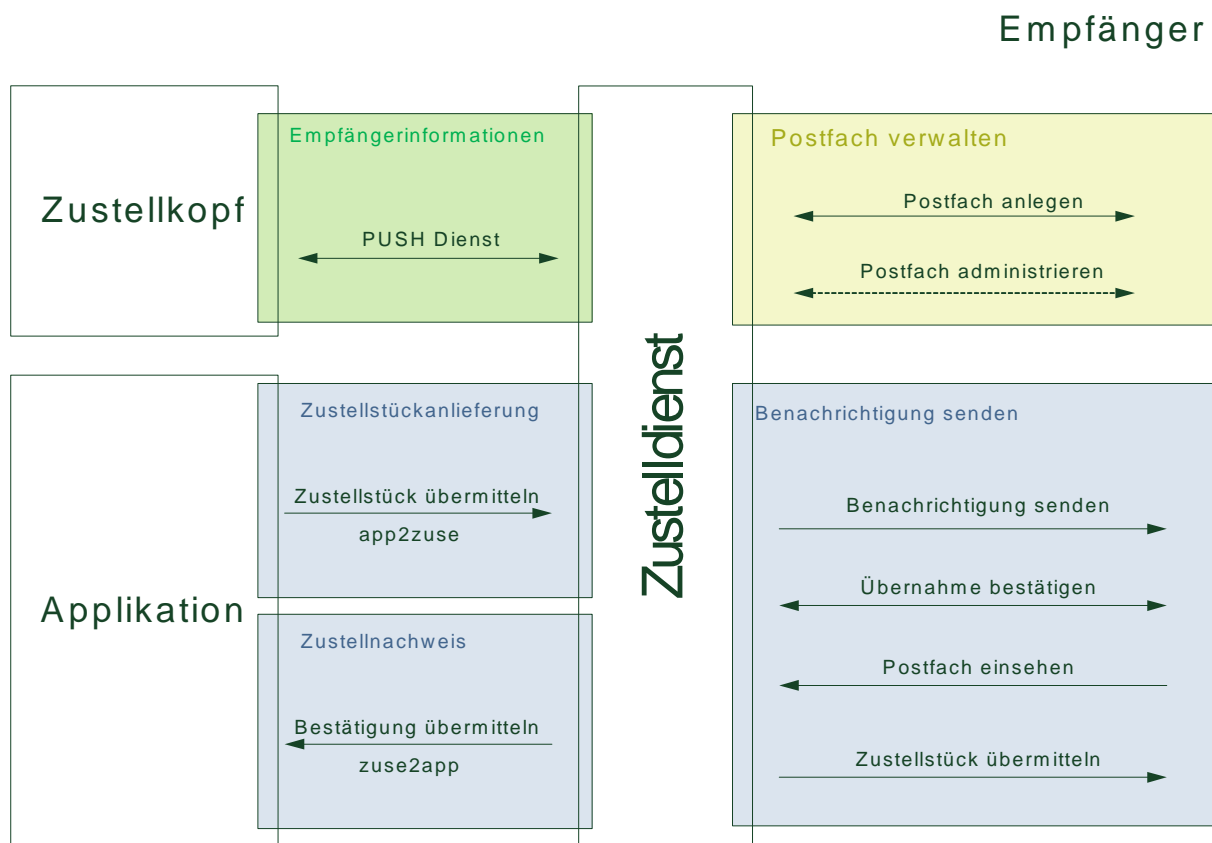 Empfänger
Zustellkopf
Empfängerinformationen
PUSH Dienst
Zustelldienst
Postfach verwalten
Postfach anlegen
Postfach administrieren
Applikation
Zustellstückanlieferung
Zustellstück übermitteln
app2zuse
Zustellnachweis
Bestätigung übermitteln
zuse2app
Benachrichtigung senden
Benachrichtigung senden
Übernahme bestätigen
Postfach einsehen
Zustellstück übermitteln